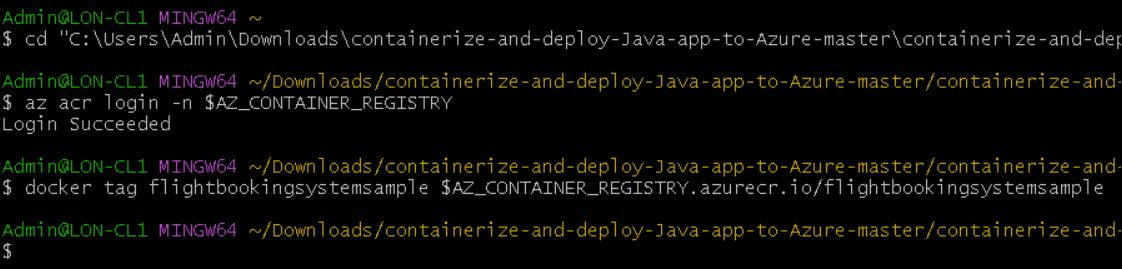 Admin@LON-CL1 MINGW64 ~
$ cd "C:\Users\Admin\Downloads\containerize-and-deploy-Java-app-to-Azure-master\containerize-and-dep
Admin@LON-CL1 MINGW64 ~/Downloads/containerize-and-deploy-Java-app-to-Azure-master/containerize-and-
$ az acr login -n $AZ_CONTAINER_REGISTRY
Login Succeeded
Admin@LON-CL1 MINGW64 ~/Downloads/containerize-and-deploy-Java-app-to-Azure-master/containerize-and-
$ docker tag flightbookingsystemsample $AZ_CONTAINER_REGISTRY.azurecr.io/flightbookingsystemsample
Admin@LON-CL1 MINGW64 ~/Downloads/containerize-and-deploy-Java-app-to-Azure-master/containerize-and-
$